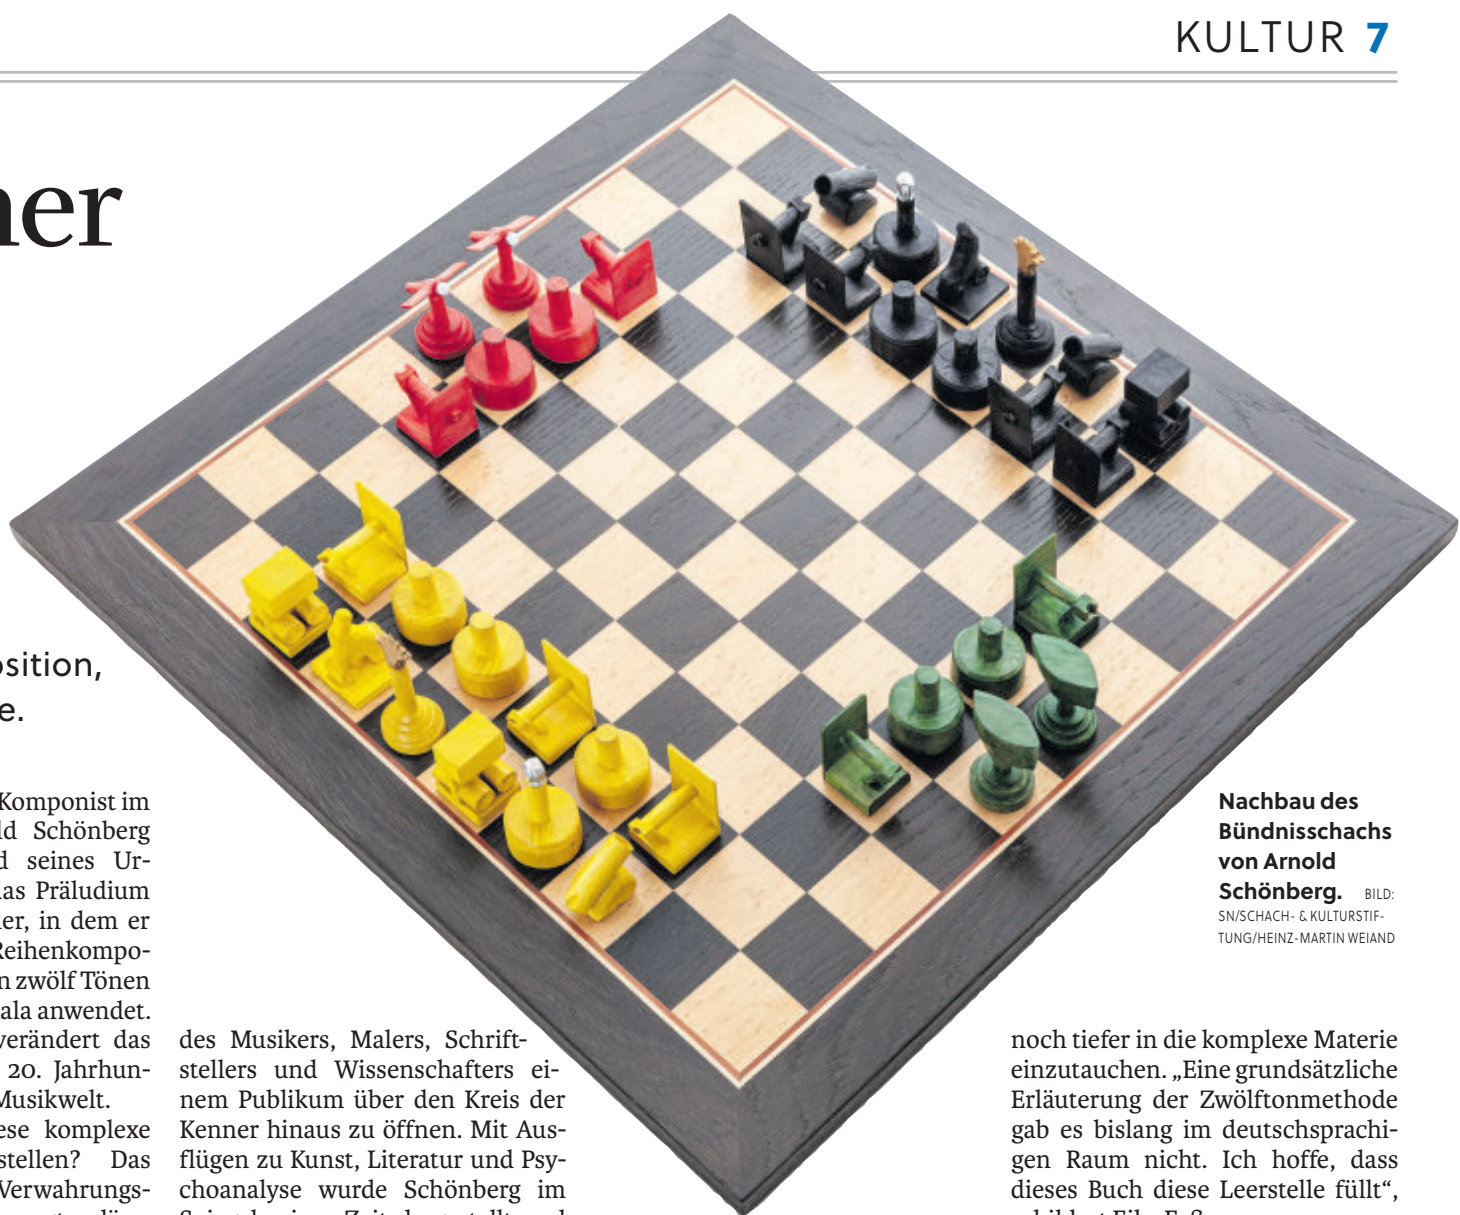 KULTUR 7
ner
osition,
e.
Komponist im
ld Schönberg
d seines Ur-
das Präludium
er, in dem er
Reihenkompo-
n zwölf Tönen
ala anwendet.
verändert das
20. Jahrhun-
Musikwelt.
ese komplexe
stellen? Das
Verwahrungs-
des Musikers, Malers, Schrift-
stellers und Wissenschafters ei-
nem Publikum über den Kreis der
Kenner hinaus zu öffnen. Mit Aus-
flügen zu Kunst, Literatur und Psy-
choanalyse wurde Schönberg im
Nachbau des
Bündnisschachs
von Arnold
Schönberg. BILD:
SN/SCHACH- & KULTURSTIF-
TUNG/HEINZ-MARTIN WEIAND
noch tiefer in die komplexe Materie
einzutauchen. „Eine grundsätzliche
Erläuterung der Zwölftonmethode
gab es bislang im deutschsprachi-
gen Raum nicht. Ich hoffe, dass
dieses Buch diese Leerstelle füllt“,